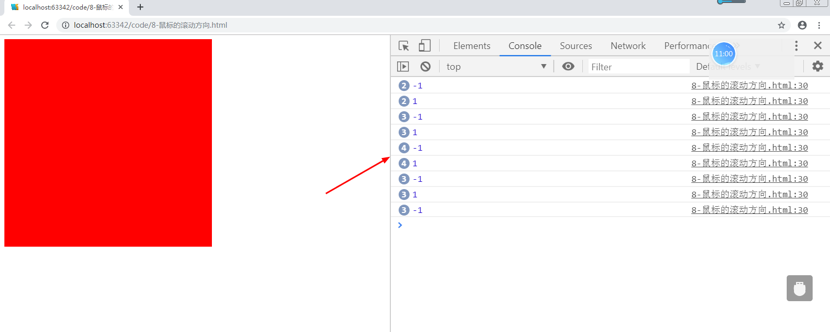 localhost:63342/code/8-鼠标
localhost:63342/code/8-鼠标的滚动方向.html
Elements Console Sources Network Performance
11:00
top Filter
2 -1 8-鼠标的滚动方向.html:30
2 1 8-鼠标的滚动方向.html:30
3 -1 8-鼠标的滚动方向.html:30
3 1 8-鼠标的滚动方向.html:30
4 -1 8-鼠标的滚动方向.html:30
4 1 8-鼠标的滚动方向.html:30
3 -1 8-鼠标的滚动方向.html:30
3 1 8-鼠标的滚动方向.html:30
3 -1 8-鼠标的滚动方向.html:30